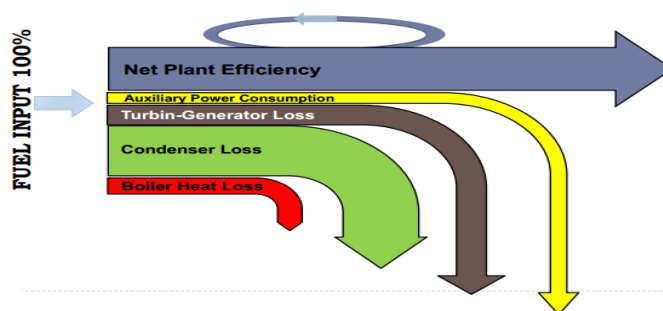 FUEL INPUT 100%
Net Plant Efficiency
Auxiliary Power Consumption
Turbin-Generator Loss
Condenser Loss
Boiler Heat Loss